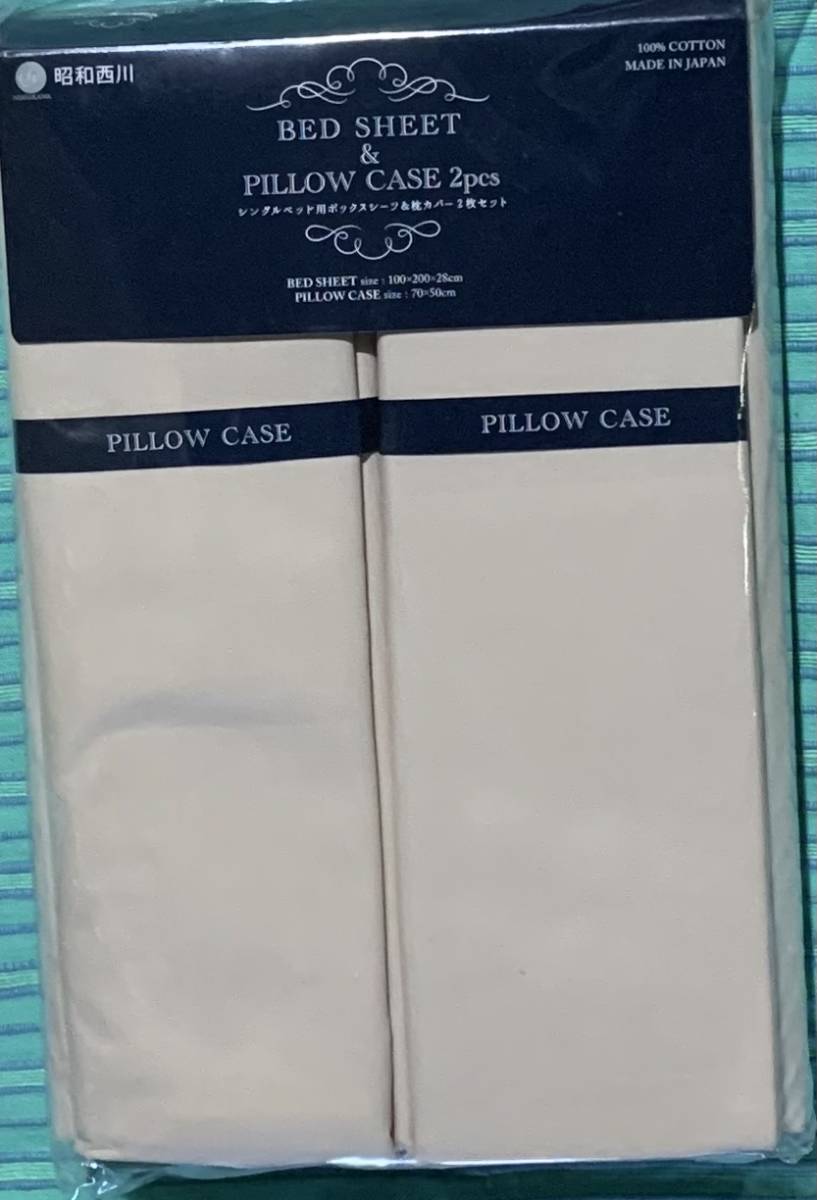 昭和西川
100% COTTON
MADE IN JAPAN
BED SHEET
&
PILLOW CASE 2pcs
シングルベッド用ボックスシーツ&枕カバー2枚セット
BED SHEET size : 100×200×28cm
PILLOW CASE size : 70×50cm
PILLOW CASE
PILLOW CASE